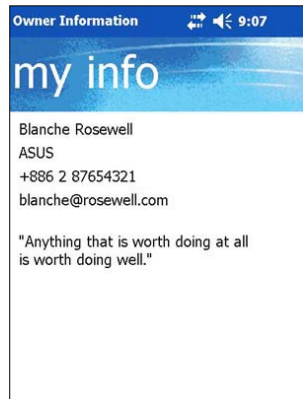 Owner Information 9:07
my info
Blanche Rosewell
ASUS
+886 2 87654321
blanche@rosewell.com
"Anything that is worth doing at all
is worth doing well."